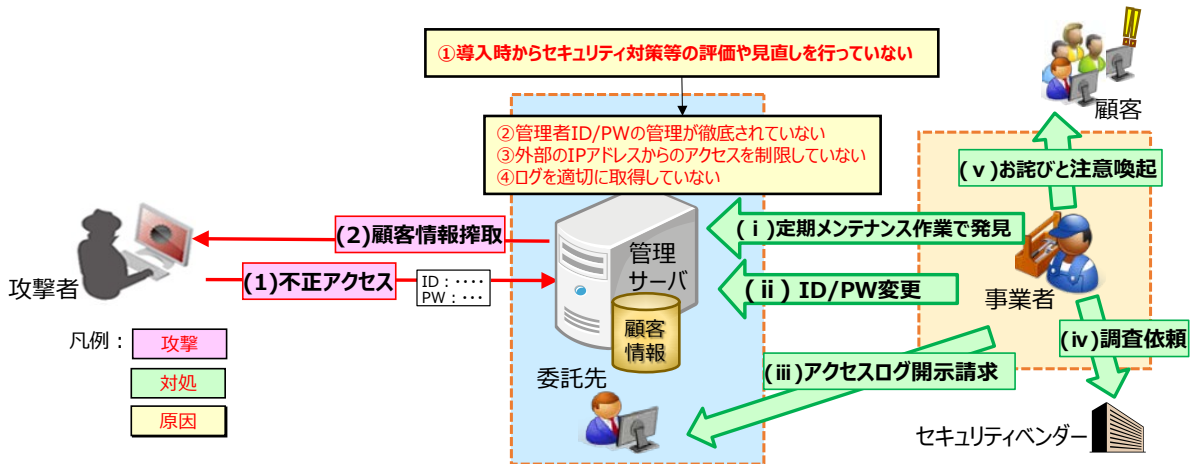 ①導入時からセキュリティ対策等の評価や見直しを行っていない
②管理者ID/PWの管理が徹底されていない
③外部のIPアドレスからのアクセスを制限していない
④ログを適切に取得していない
顧客
(ⅴ)お詫びと注意喚起
(ⅰ)定期メンテナンス作業で発見
(2)顧客情報搾取
管理
サーバ
(1)不正アクセス
ID：‥‥
PW：‥・
攻撃者
(ⅱ) ID/PW変更
事業者
顧客
情報
凡例：
攻撃
対処
原因
(ⅳ)調査依頼
(ⅲ)アクセスログ開示請求
委託先
セキュリティベンダー